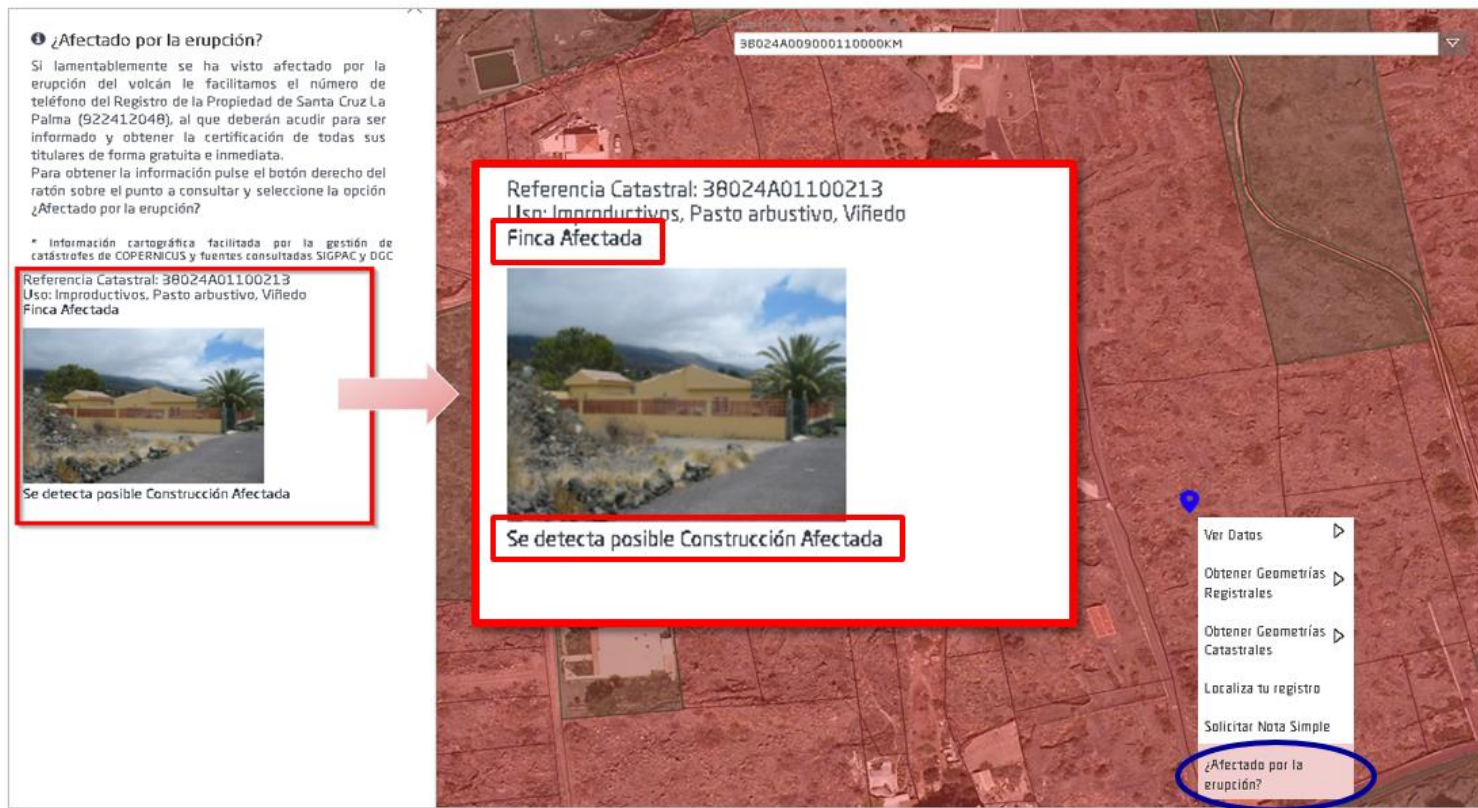 ¿Afectado por la erupción?
Si lamentablemente se ha visto afectado por la
erupción del volcán le facilitamos el número de
teléfono del Registro de la Propiedad de Santa Cruz La
Palma (922412048), al que deberán acudir para ser
informado y obtener la certificación de todas sus
titulares de forma gratuita e inmediata.
Para obtener la información pulse el botón derecho del
ratón sobre el punto a consultar y seleccione la opción
¿Afectado por la erupción?
* Información cartográfica facilitada por la gestión de
catástrofes de COPERNICUS y fuentes consultadas SIGPAC y DGC
Referencia Catastral: 38024A01100213
Uso: Improductivos, Pasto arbustivo, Viñedo
Finca Afectada
Se detecta posible Construcción Afectada
38024A009000110000KM
Referencia Catastral: 38024A01100213
Uso: Improductivos, Pasto arbustivo, Viñedo
Finca Afectada
Se detecta posible Construcción Afectada
Ver Datos
Obtener Geometrías
Registrales
Obtener Geometrías
Catastrales
Localiza tu registro
Solicitar Nota Simple
¿Afectado por la
erupción?